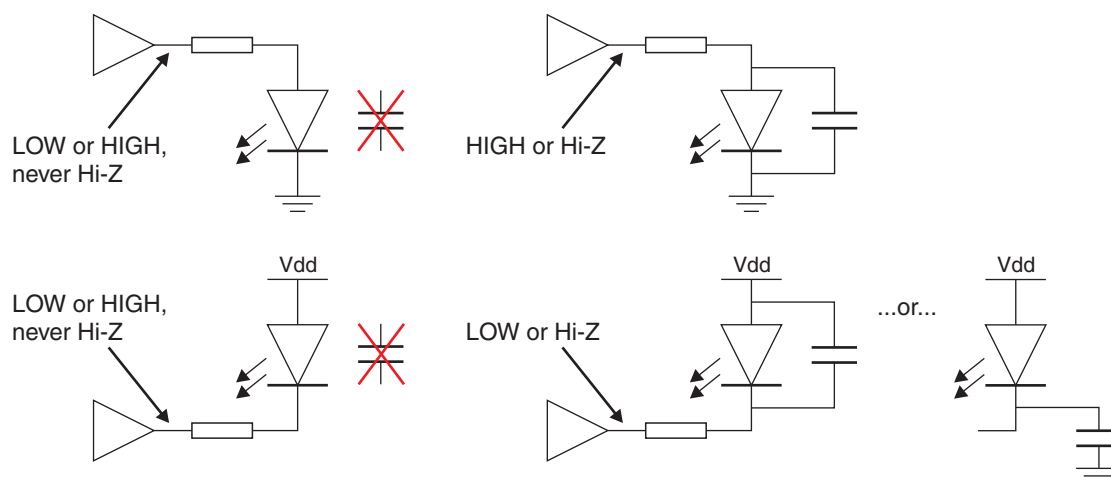 LOW or HIGH,
never Hi-Z
HIGH or Hi-Z
LOW or HIGH,
never Hi-Z
Vdd
LOW or Hi-Z
Vdd
...or...
Vdd